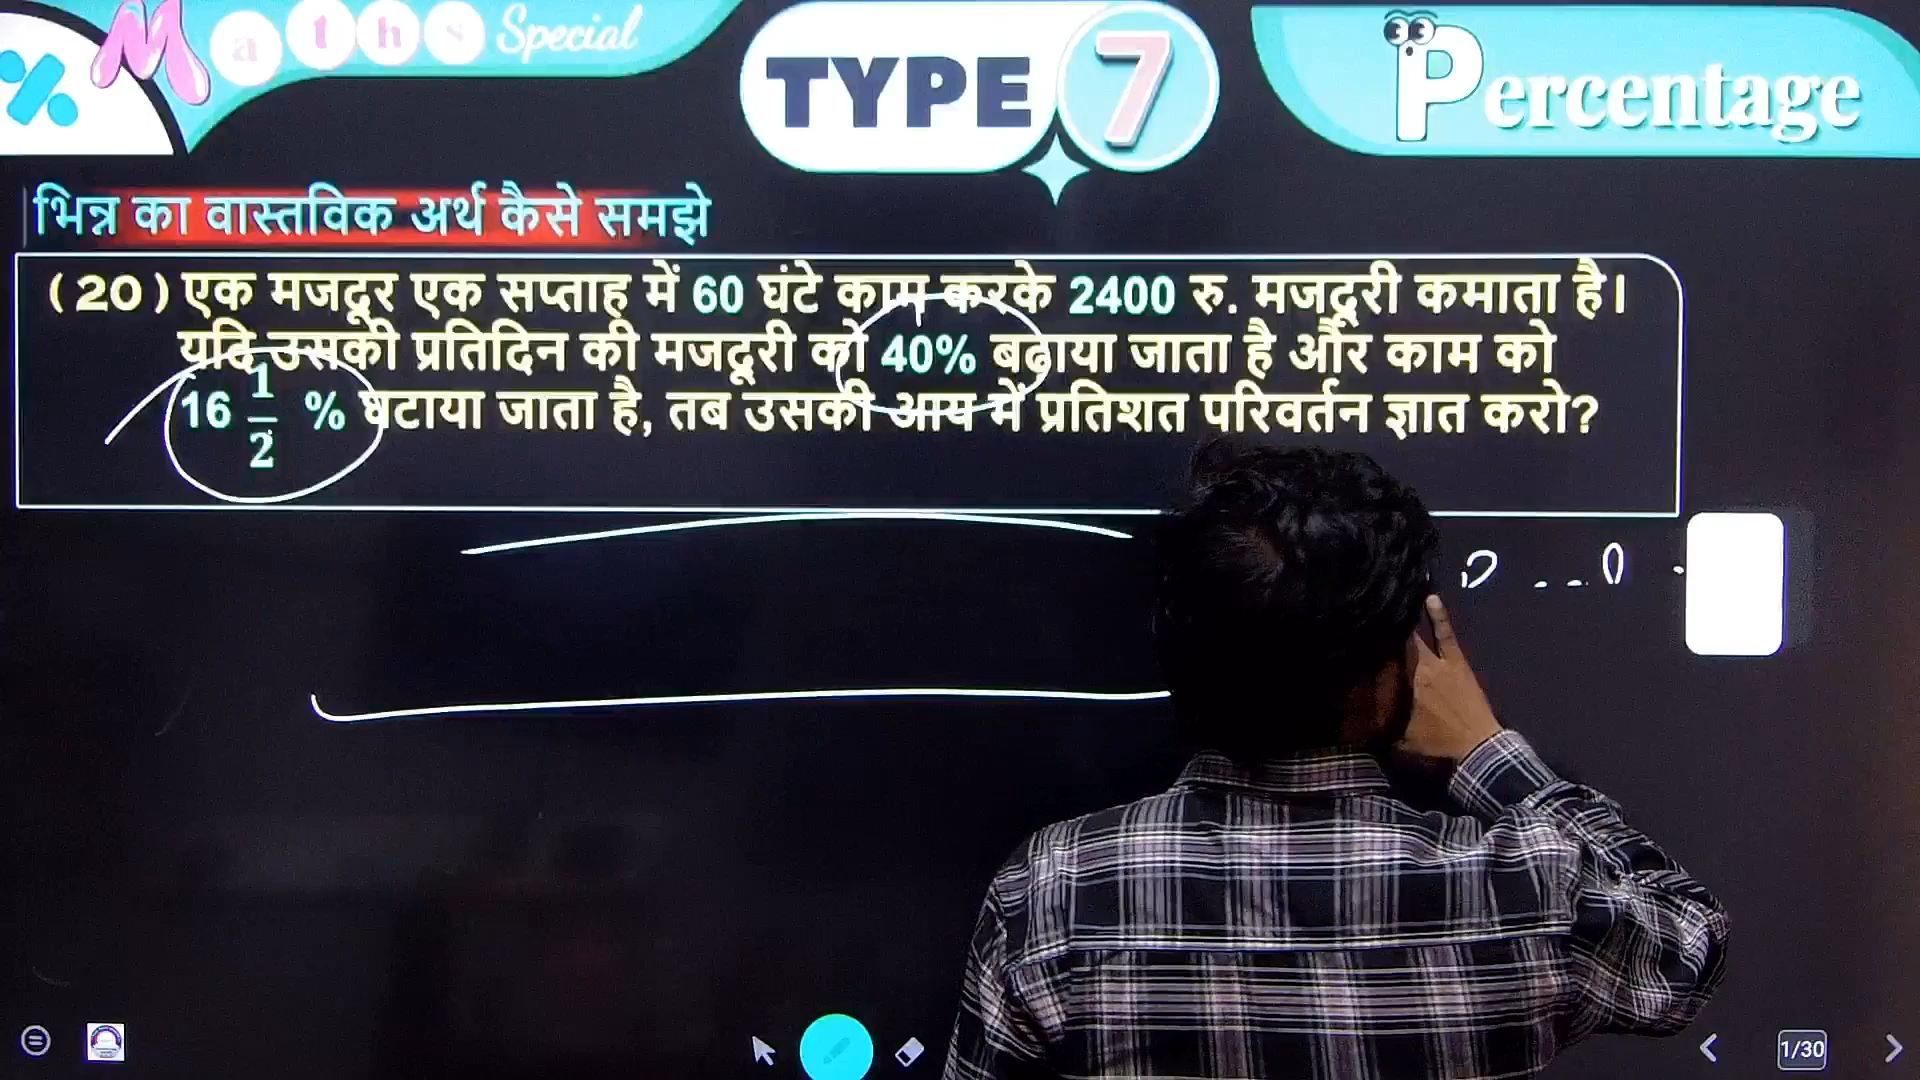 Maths Special
TYPE 7
Percentage
%
भिन्न का वास्तविक अर्थ कैसे समझे
(20) एक मजदूर एक सप्ताह में 60 घंटे काम करके 2400 रु. मजदूरी कमाता है।
यदि उसकी प्रतिदिन की मजदूरी को 40% बढाया जाता है और काम को
16 1/2 % घटाया जाता है, तब उसकी आय में प्रतिशत परिवर्तन ज्ञात करो?
1/30